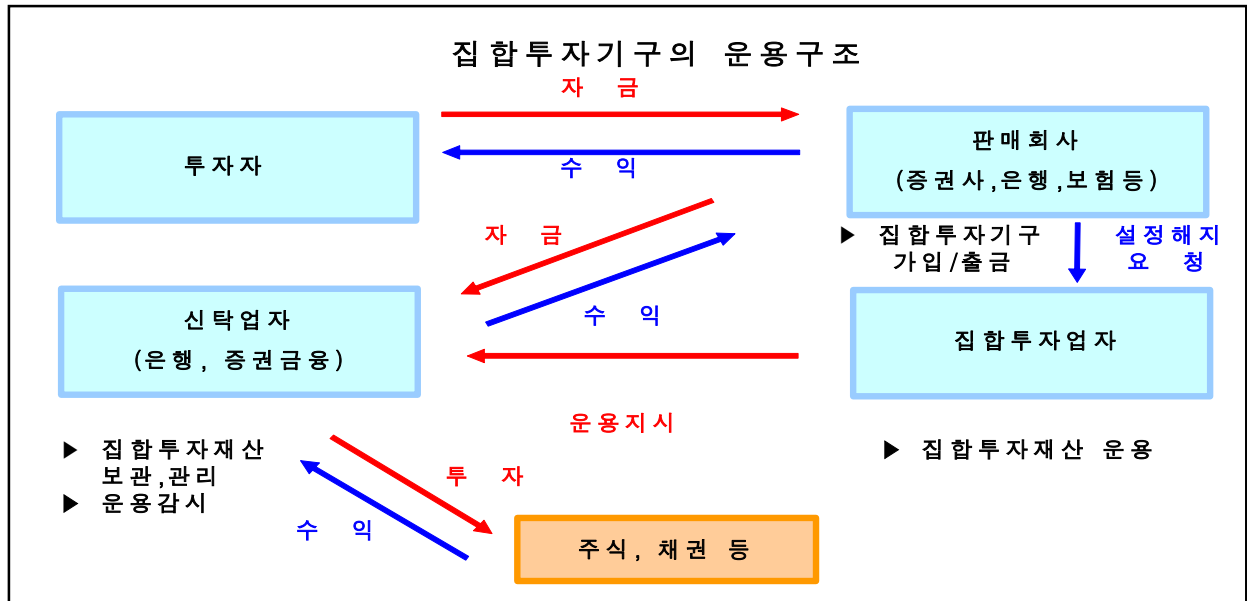 집합투자기구의 운용구조
자 금
투자자
수 익
판매회사
(증권사,은행,보험등)
자 금
▶ 집합투자기구
가입/출금
설정해지
요 청
신탁업자
(은행, 증권금융)
수 익
집합투자업자
운용지시
▶ 집합투자재산
보관,관리
▶ 운용감시
투 자
▶ 집합투자재산 운용
수 익
주식, 채권 등